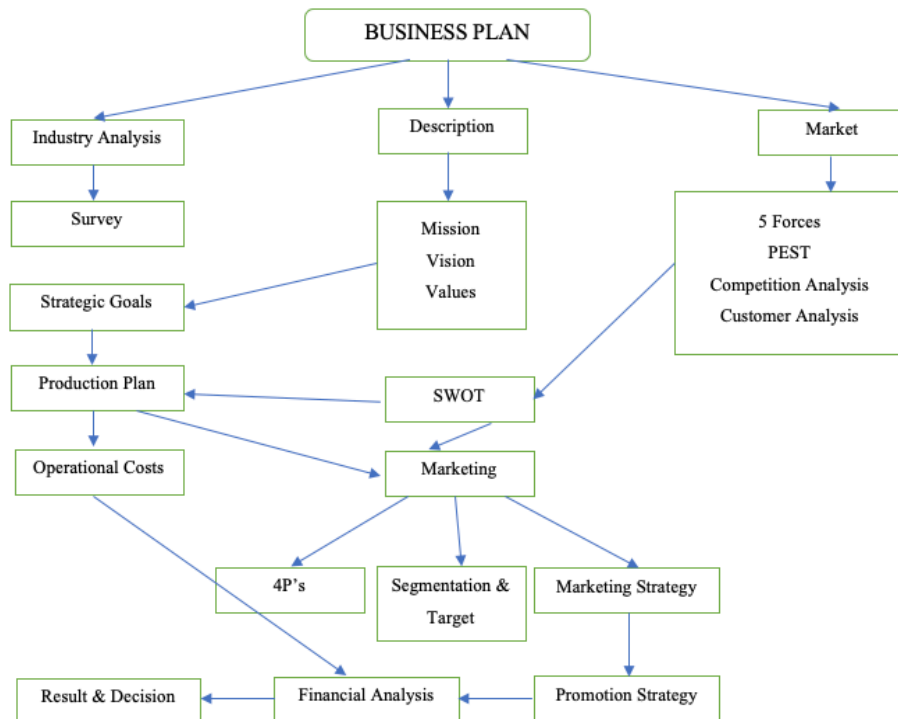 BUSINESS PLAN
Industry Analysis
Description
Market
Survey
Mission
Vision
Values
5 Forces
PEST
Competition Analysis
Customer Analysis
Strategic Goals
Production Plan
SWOT
Operational Costs
Marketing
4P's
Segmentation &
Target
Marketing Strategy
Result & Decision
Financial Analysis
Promotion Strategy